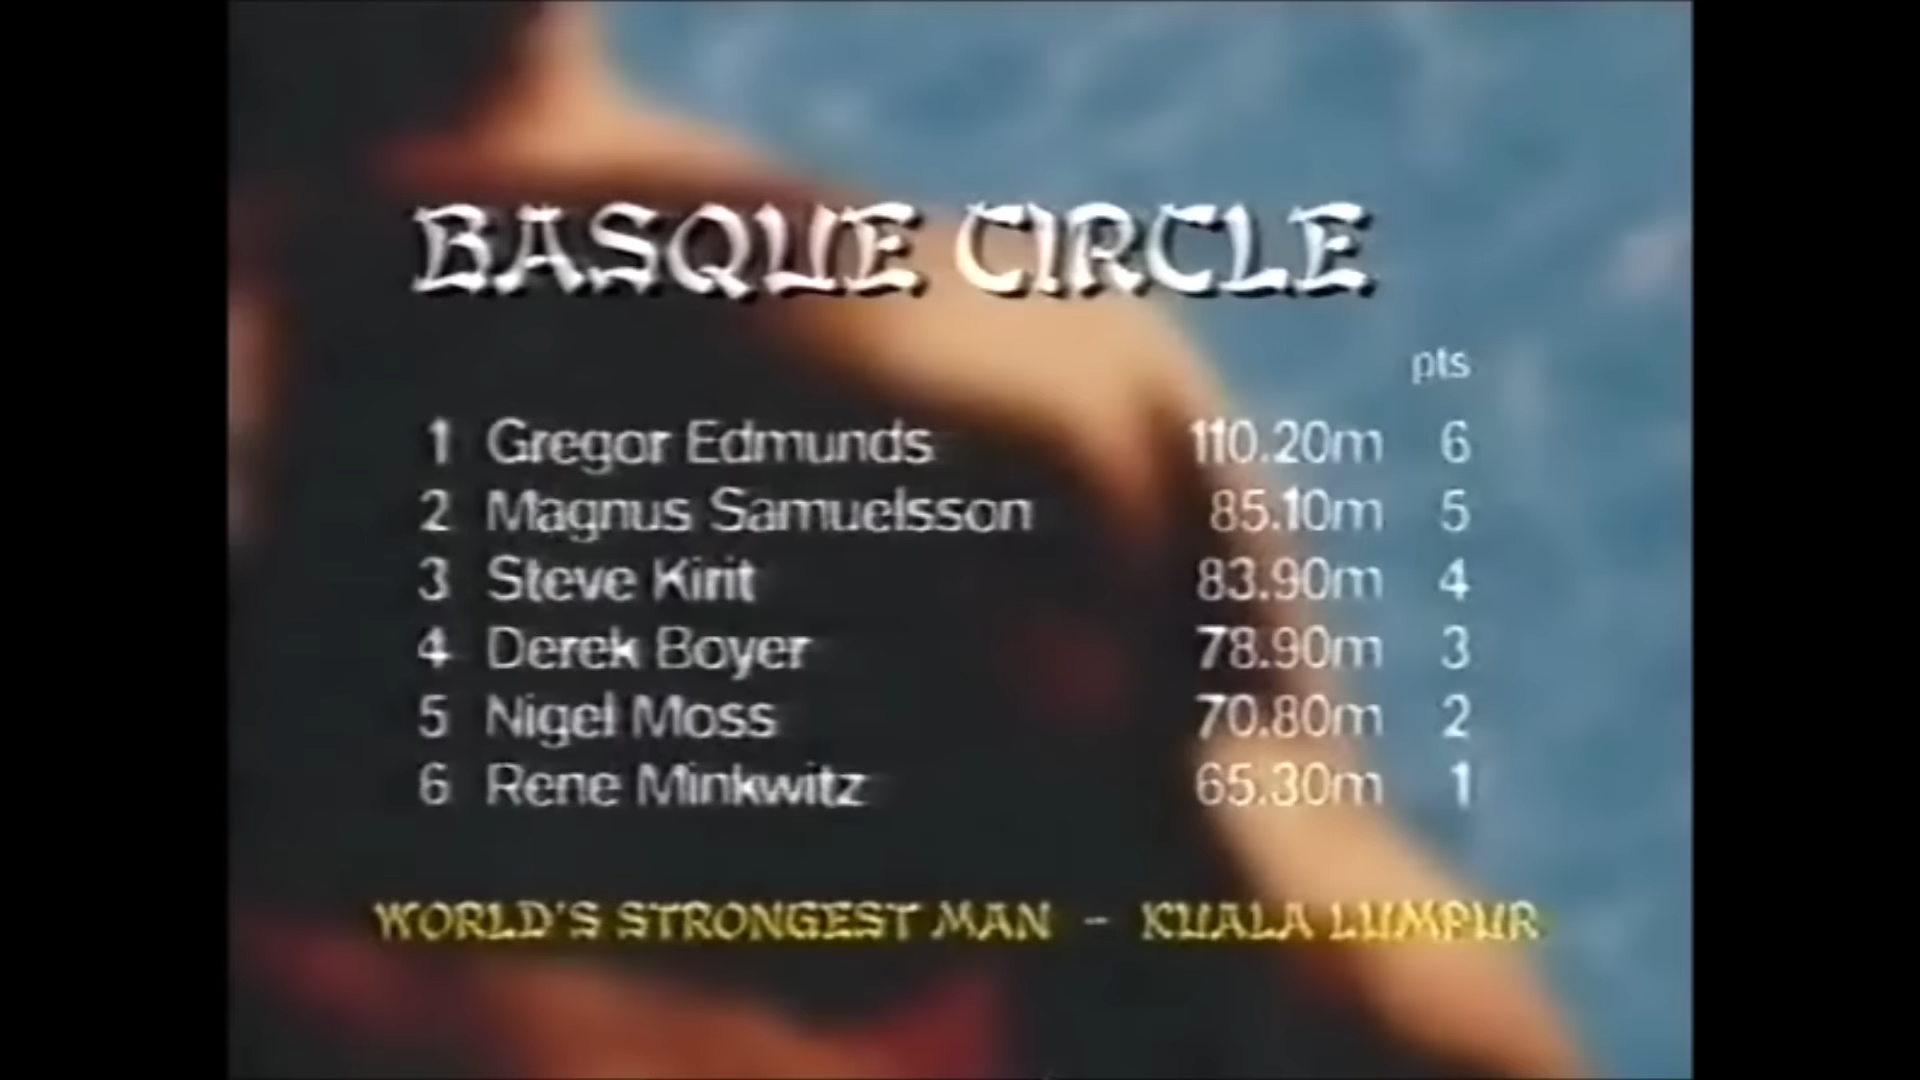 BASQUE CIRCLE
pts
1 Gregor Edmunds 110.20m 6
2 Magnus Samuelsson 85.10m 5
3 Steve Kirit 83.90m 4
4 Derek Boyer 78.90m 3
5 Nigel Moss 70.80m 2
6 Rene Minkwitz 65.30m 1
WORLD'S STRONGEST MAN - KUALA LUMPUR